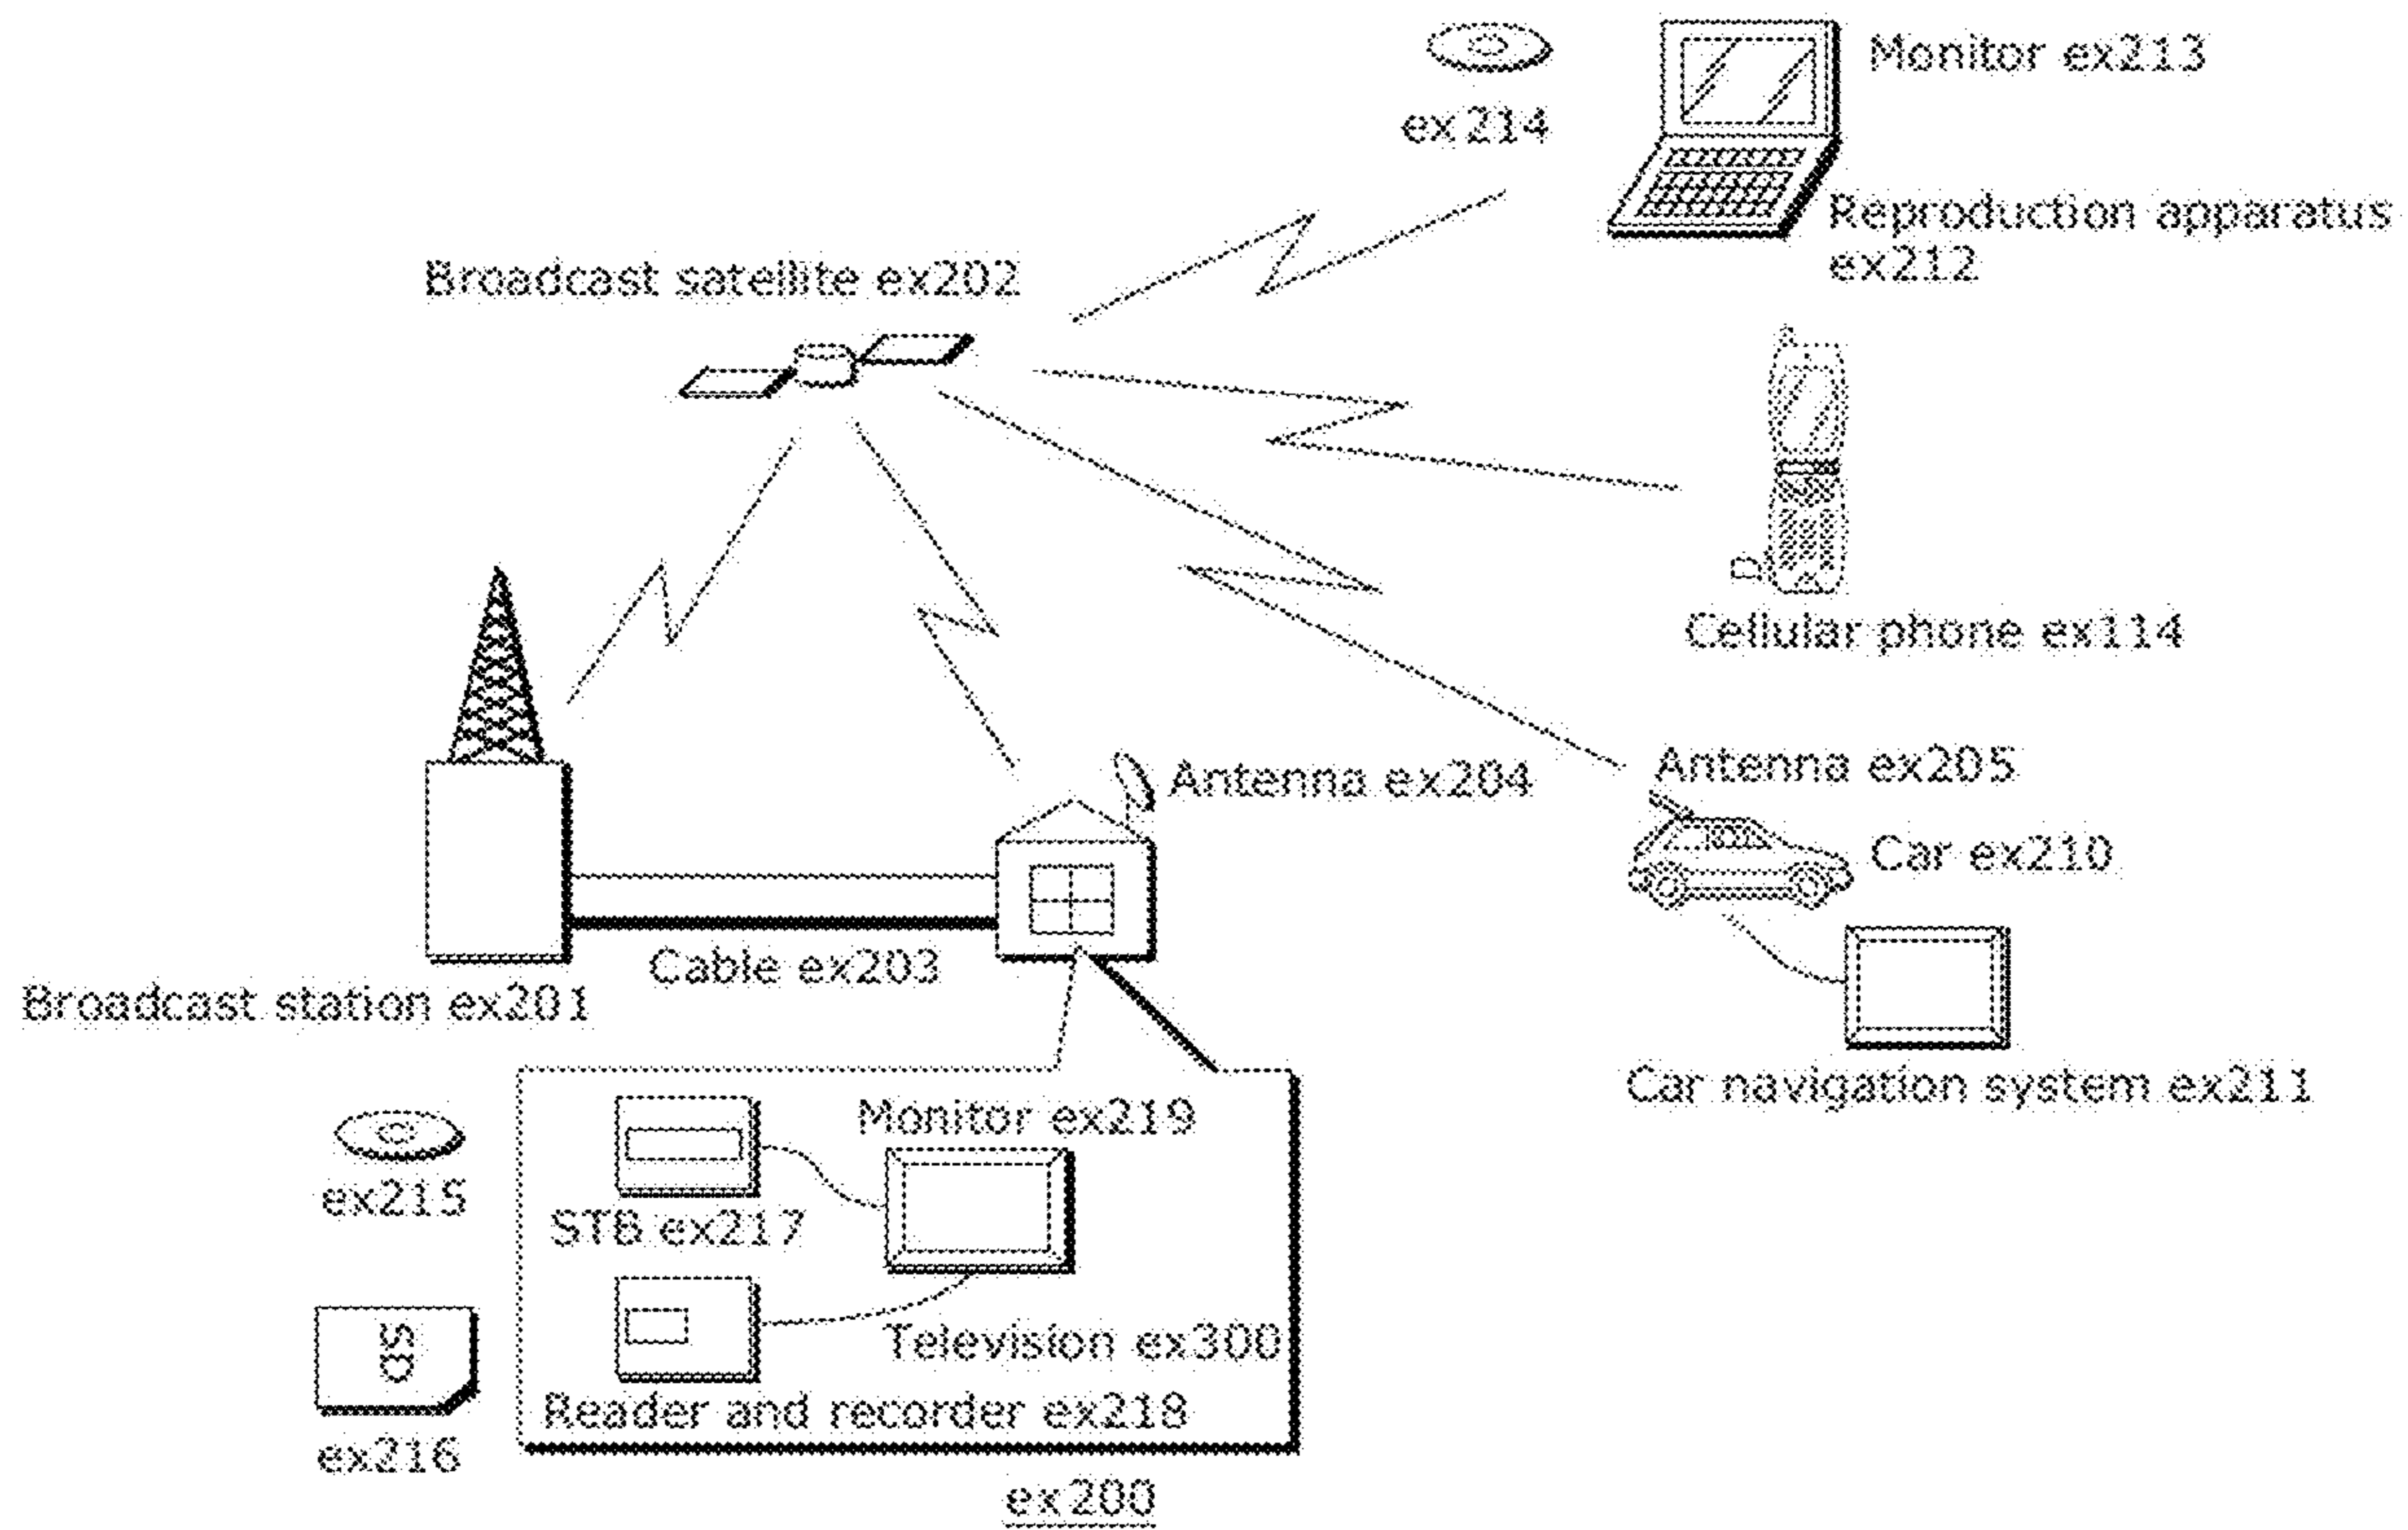 Monitor ex213
ex214
Reproduction apparatus
ex212
Broadcast satellite ex202
Cellular phone ex114
Antenna ex204
Antenna ex205
Car ex210
Cable ex203
Broadcast station ex201
Car navigation system ex211
Monitor ex219
ex215
STB ex217
SD
Television ex300
Reader and recorder ex218
ex216
ex200